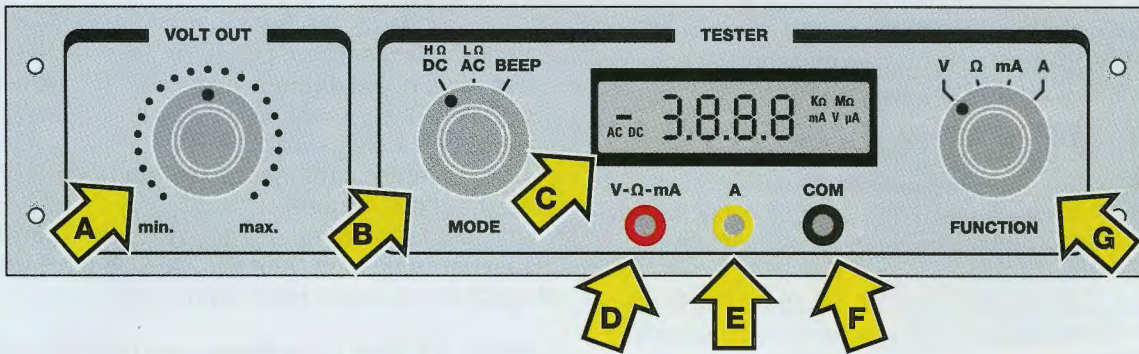 VOLT OUT
TESTER
HΩ LΩ
DC AC BEEP
V Ω mA A
- 3.8.8.8
KΩ MΩ
mA V µA
AC DC
A
B
C
V-Ω-mA A COM
min. max.
MODE
FUNCTION
G
D
E
F